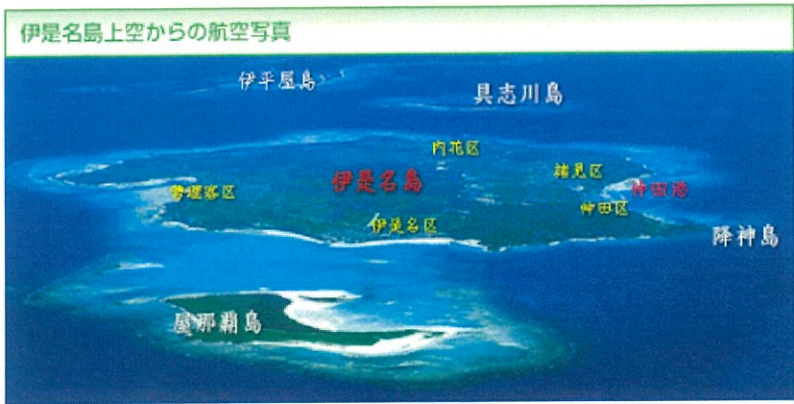 伊是名島上空からの航空写真
伊平屋島
具志川島
内花区
伊是名島
諸見区
仲田港
勢理客区
仲田区
伊是名区
降神島
屋那覇島